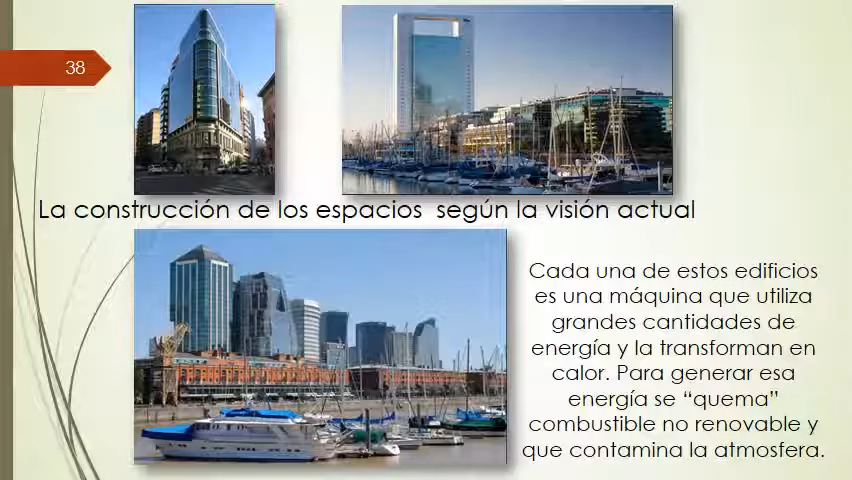 38
La construcción de los espacios según la visión actual
Cada una de estos edificios
es una máquina que utiliza
grandes cantidades de
energía y la transforman en
calor. Para generar esa
energía se “quema”
combustible no renovable y
que contamina la atmosfera.